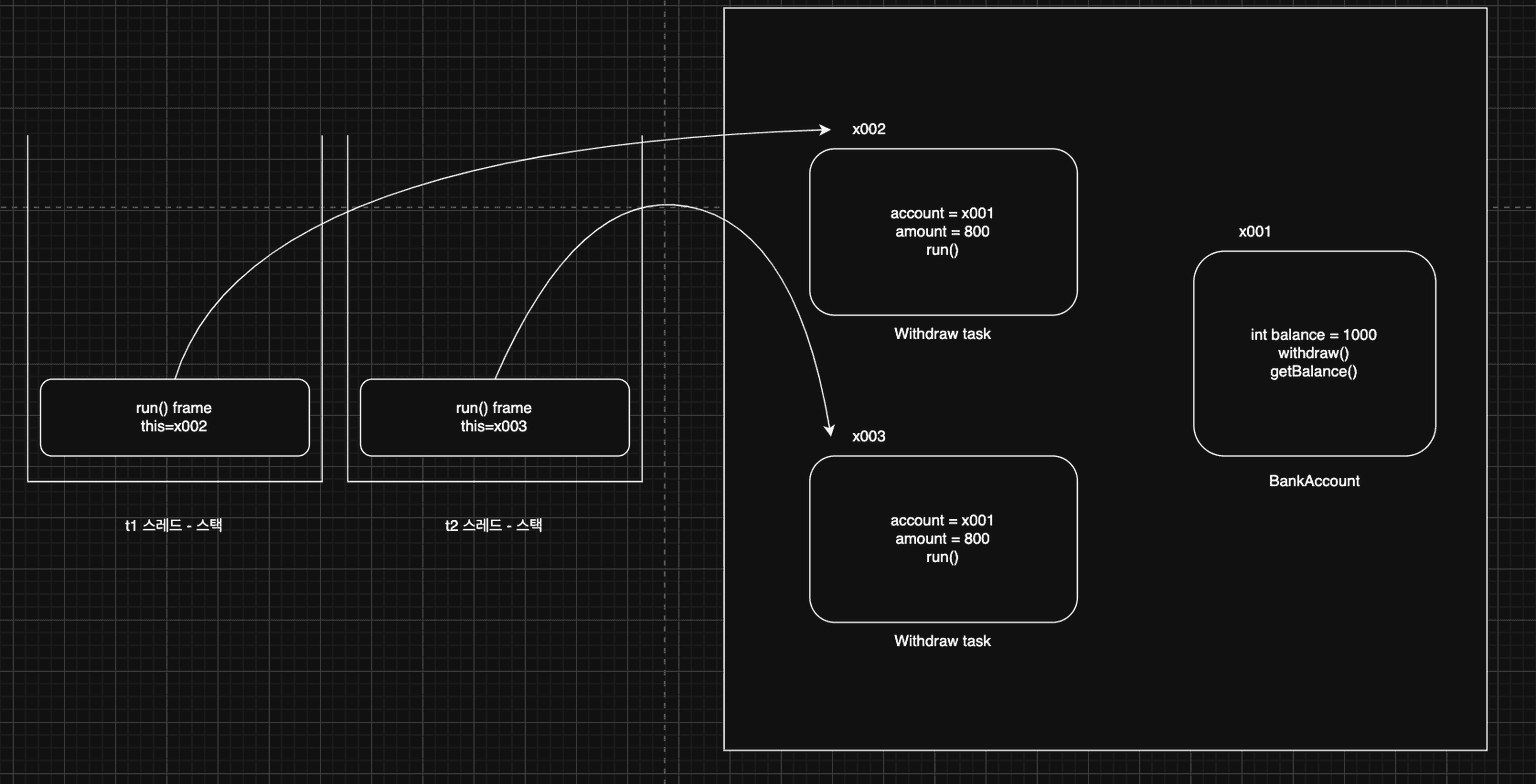 run() frame
this=x002
t1 스레드 - 스택
run() frame
this=x003
t2 스레드 - 스택
x002
account = x001
amount = 800
run()
Withdraw task
x003
account = x001
amount = 800
run()
Withdraw task
x001
int balance = 1000
withdraw()
getBalance()
BankAccount